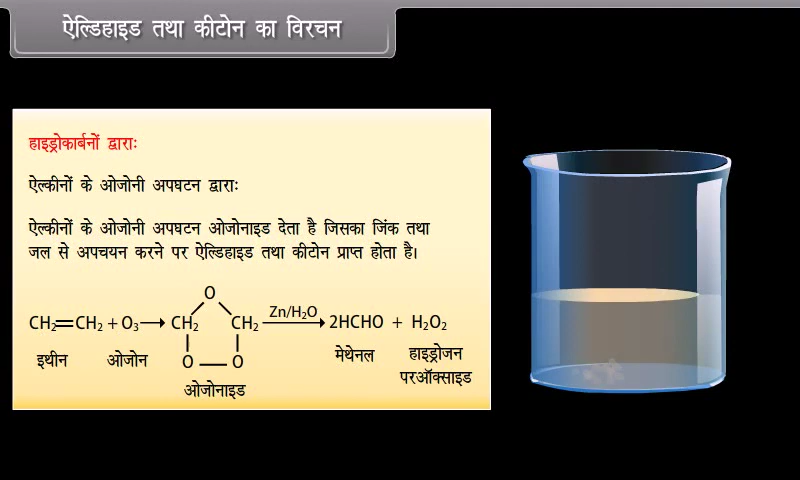 ऐल्डिहाइड तथा कीटोन का विरचन
हाइड्रोकार्बनों द्वाराः
ऐल्कीनों के ओजोनी अपघटन द्वाराः
ऐल्कीनों के ओजोनी अपघटन ओजोनाइड देता है जिसका जिंक तथा
जल से अपचयन करने पर ऐल्डिहाइड तथा कीटोन प्राप्त होता है।
O
CH₂=CH₂ + O₃ → CH₂ CH₂ Zn/H₂O → 2HCHO + H₂O₂
O — O
इथीन ओजोन मेथेनल हाइड्रोजन
परऑक्साइड
ओजोनाइड